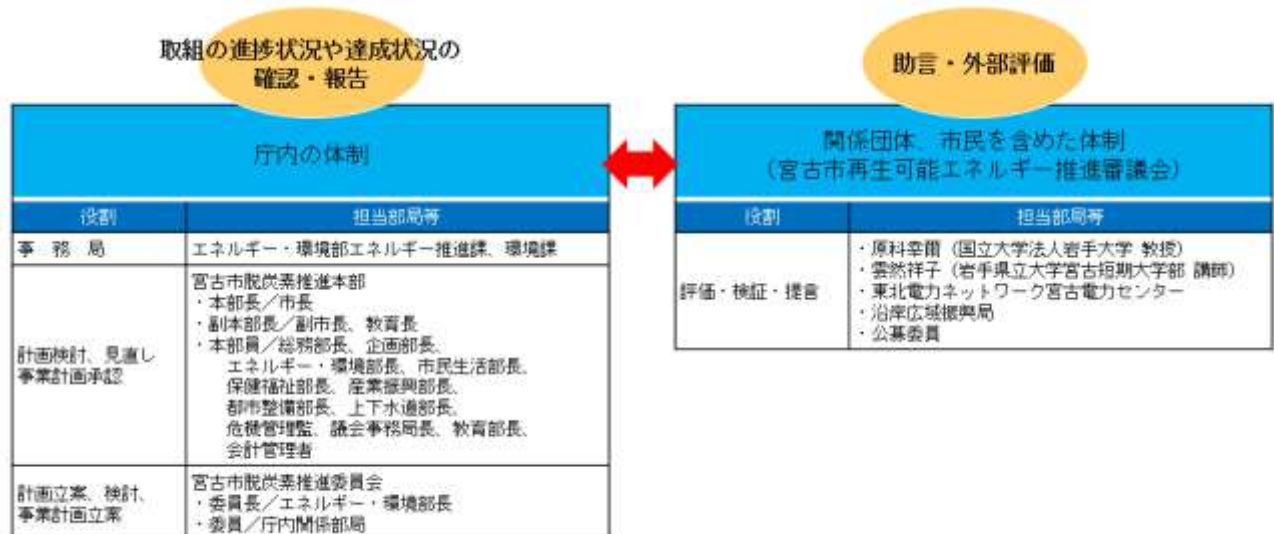 取組の進捗状況や達成状況の
確認・報告
助言・外部評価
庁内の体制
関係団体、市民を含めた体制
(宮古市再生可能エネルギー推進審議会)
役割
担当部局等
事 務 局
エネルギー・環境部エネルギー推進課、環境課
計画検討、見直し
事業計画承認
宮古市脱炭素推進本部
・本部長/市長
・副本部長/副市長、教育長
・本部員/総務部長、企画部長、
エネルギー・環境部長、市民生活部長、
保健福祉部長、産業振興部長、
都市整備部長、上下水道部長、
危機管理監、議会事務局長、教育部長、
会計管理者
計画立案、検討、
事業計画立案
宮古市脱炭素推進委員会
・委員長/エネルギー・環境部長
・委員/庁内関係部局
役割
担当部局等
評価・検証・提言
・原科幸爾(国立大学法人岩手大学 教授)
・雲然祥子(岩手県立大学宮古短期大学部 講師)
・東北電力ネットワーク宮古電力センター
・沿岸広域振興局
・公募委員